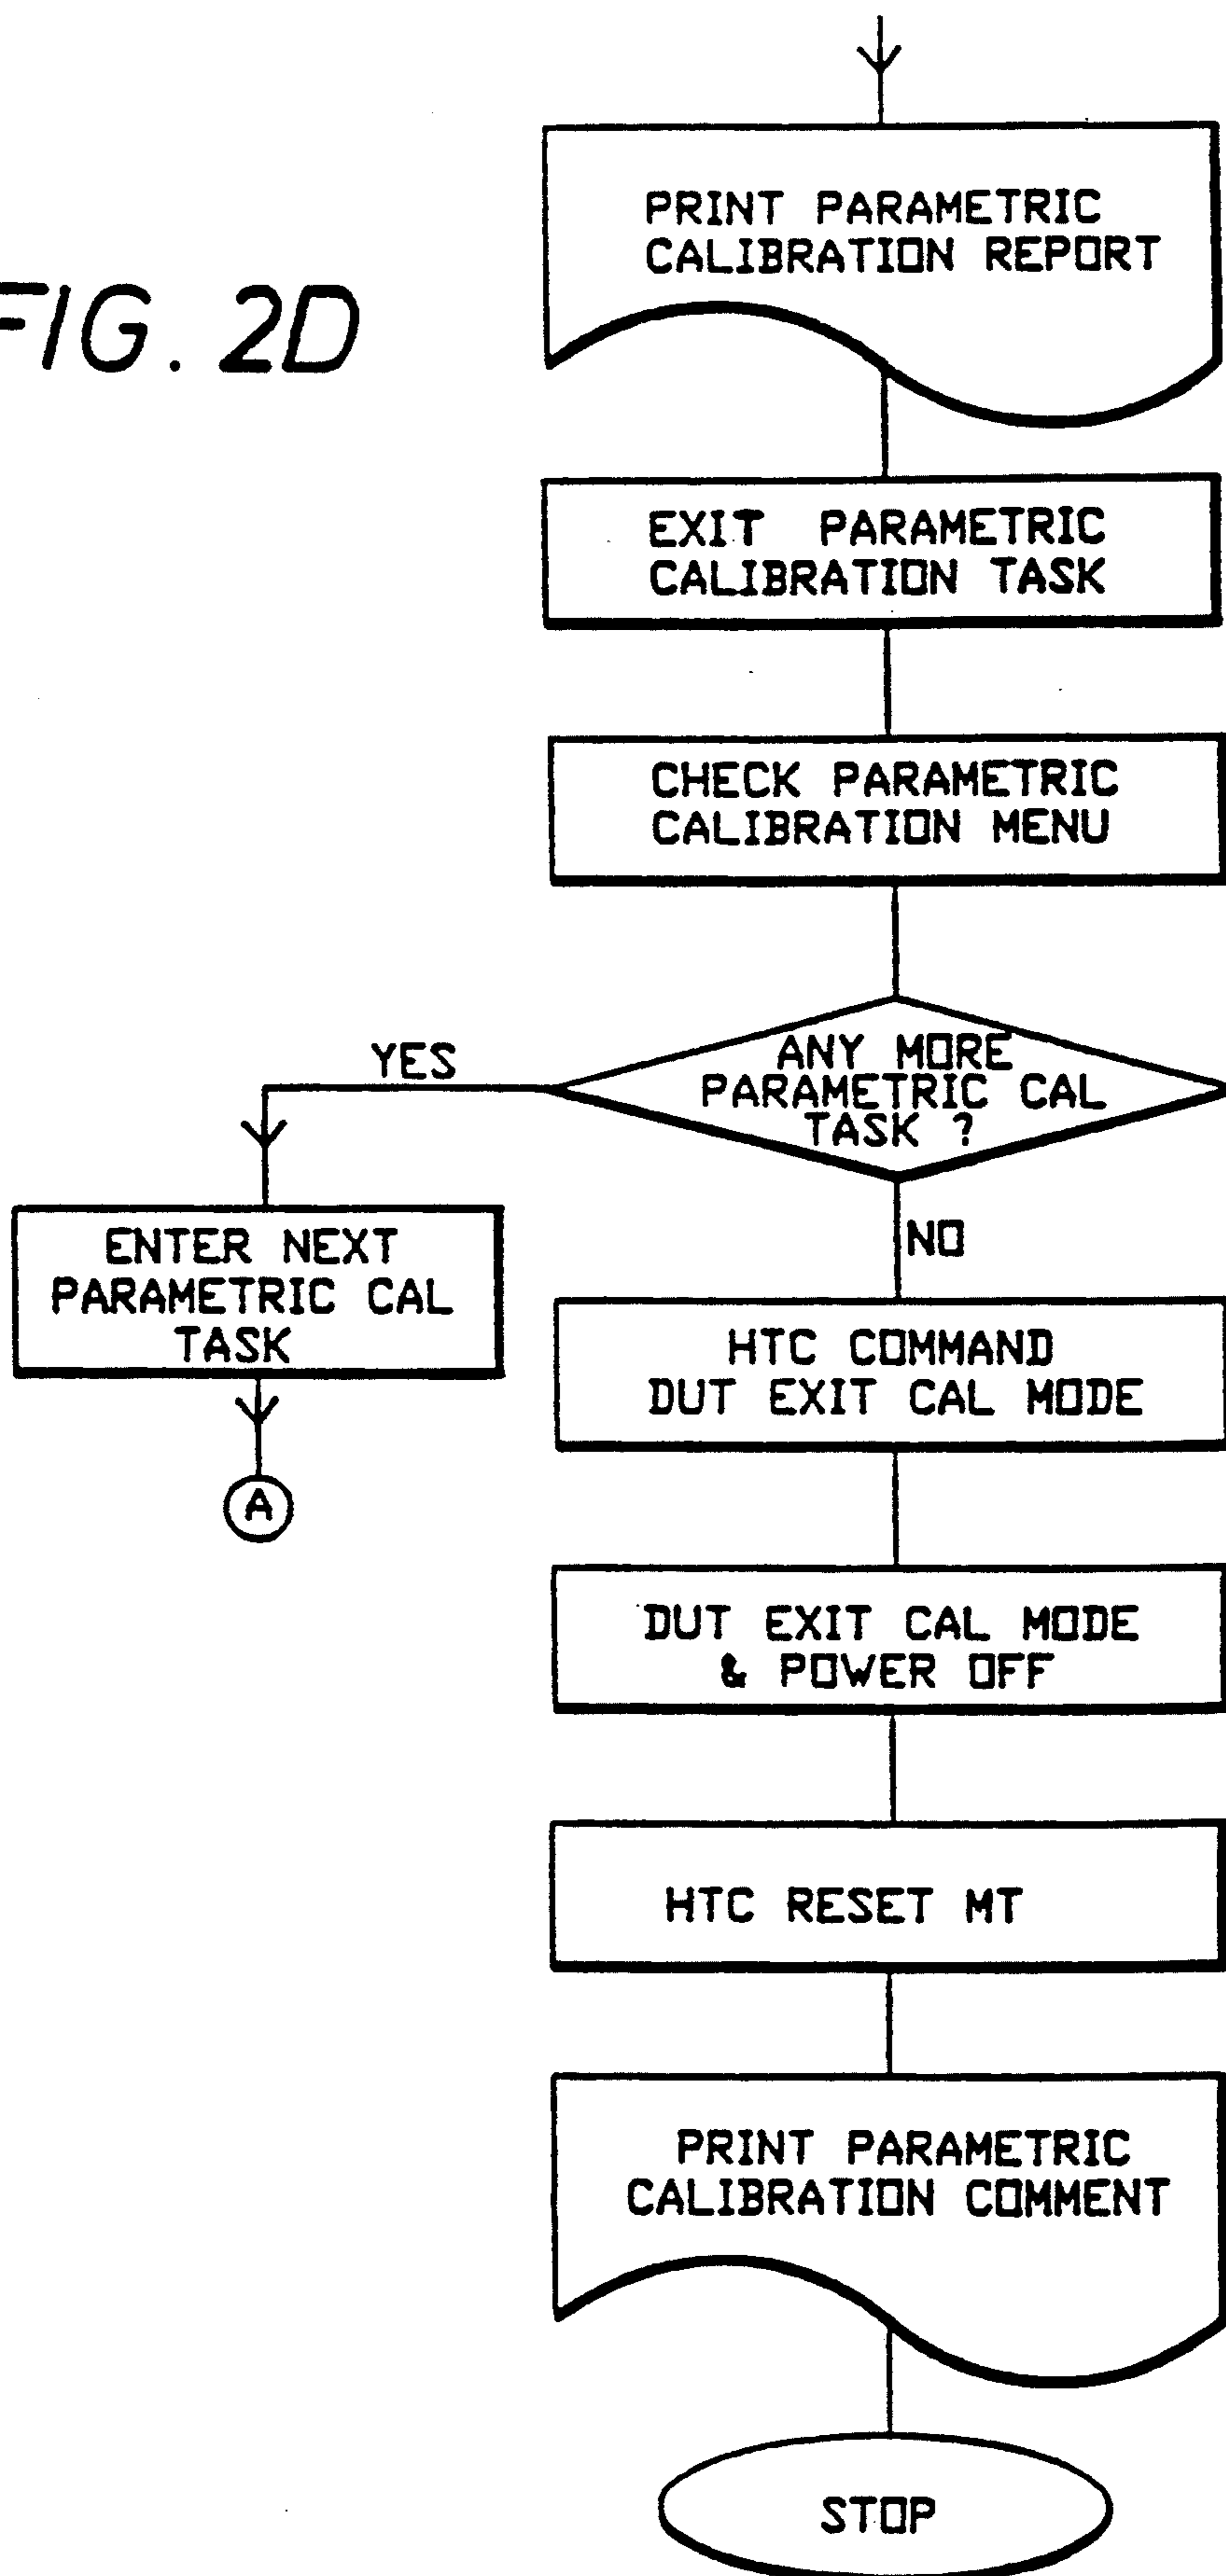 PRINT PARAMETRIC
CALIBRATION REPORT
FIG. 2D
EXIT PARAMETRIC
CALIBRATION TASK
CHECK PARAMETRIC
CALIBRATION MENU
ANY MORE
PARAMETRIC CAL
TASK ?
YES
NO
ENTER NEXT
PARAMETRIC CAL
TASK
A
HTC COMMAND
DUT EXIT CAL MODE
DUT EXIT CAL MODE
& POWER OFF
HTC RESET MT
PRINT PARAMETRIC
CALIBRATION COMMENT
STOP